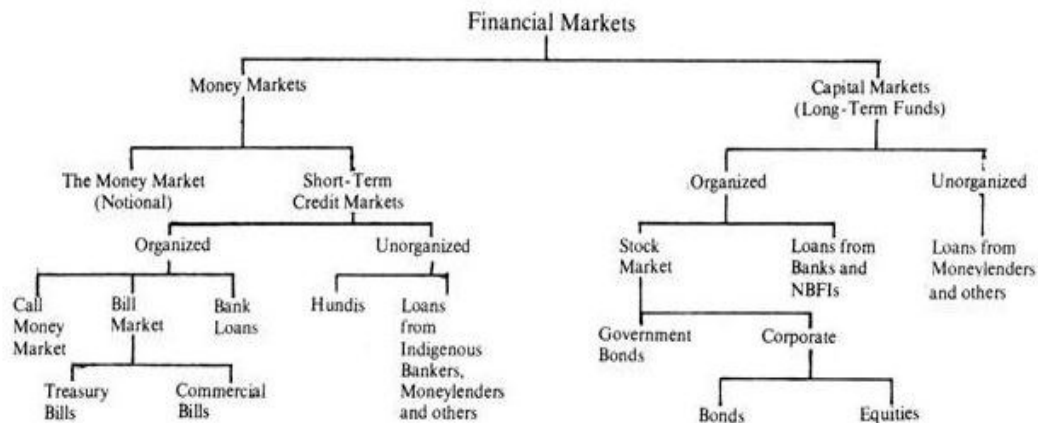 Financial Markets
Money Markets
Capital Markets
(Long-Term Funds)
The Money Market
(Notional)
Short-Term
Credit Markets
Organized
Unorganized
Organized
Unorganized
Stock
Market
Loans from
Banks and
NBFIs
Loans from
Moneylenders
and others
Call
Money
Market
Bill
Market
Bank
Loans
Hundis
Loans
from
Indigenous
Bankers,
Moneylenders
and others
Government
Bonds
Corporate
Treasury
Bills
Commercial
Bills
Bonds
Equities